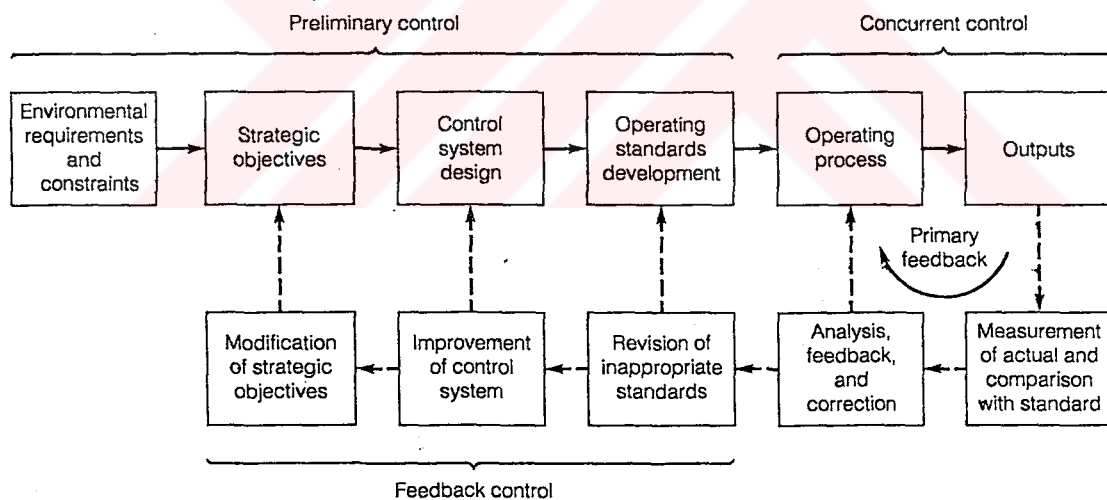 Preliminary control
Concurrent control
Environmental
requirements
and
constraints
Strategic
objectives
Control
system
design
Operating
standards
development
Operating
process
Outputs
Primary
feedback
Modification
of strategic
objectives
Improvement
of control
system
Revision of
inappropriate
standards
Analysis,
feedback,
and
correction
Measurement
of actual and
comparison
with standard
Feedback control